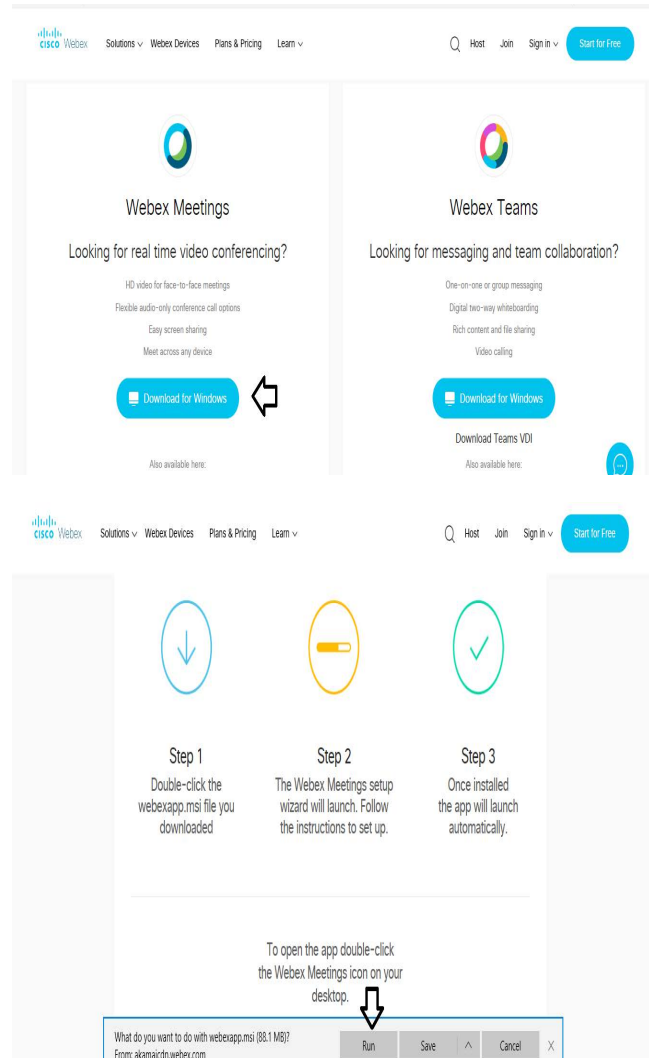 cisco Webex Solutions Webex Devices Plans & Pricing Learn Host Join Sign in Start for Free
Webex Meetings
Looking for real time video conferencing?
HD video for face-to-face meetings
Flexible audio-only conference call options
Easy screen sharing
Meet across any device
Download for Windows
Also available here:
Webex Teams
Looking for messaging and team collaboration?
One-on-one or group messaging
Digital two-way whiteboarding
Rich content and file sharing
Video calling
Download for Windows
Download Teams VDI
Also available here:
cisco Webex Solutions Webex Devices Plans & Pricing Learn Host Join Sign in Start for Free
Step 1
Double-click the
webexapp.msi file you
downloaded
Step 2
The Webex Meetings setup
wizard will launch. Follow
the instructions to set up.
Step 3
Once installed
the app will launch
automatically.
To open the app double-click
the Webex Meetings icon on your
desktop.
What do you want to do with webexapp.msi (88.1 MB)?
From: akamaicdn.webex.com
Run Save Cancel X